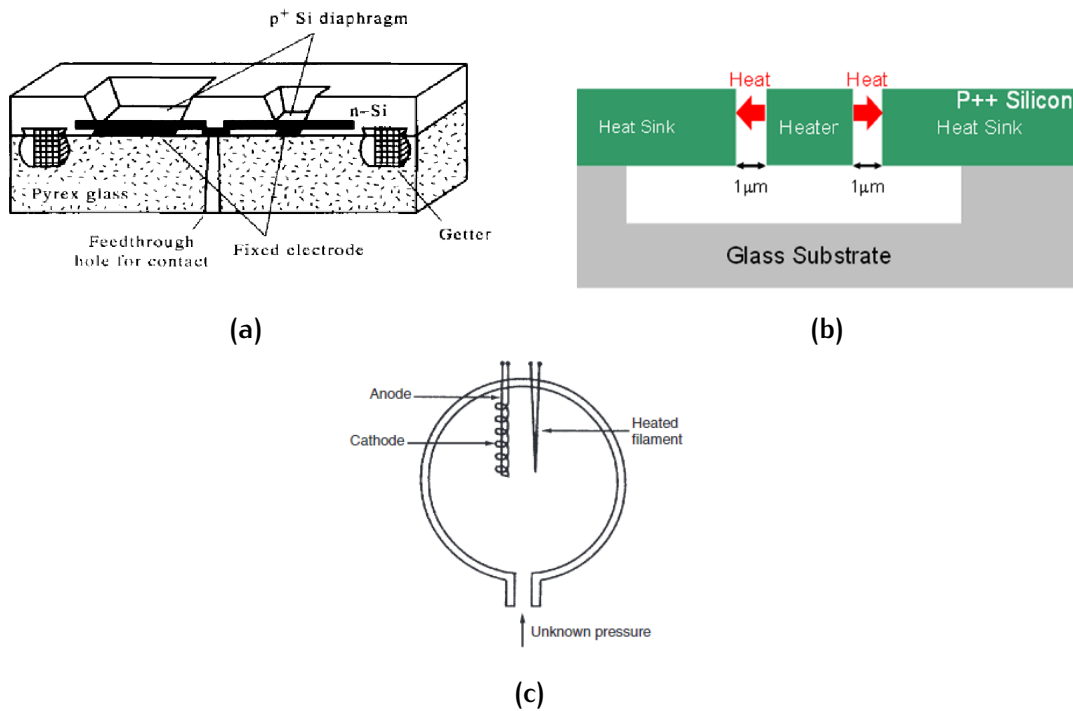 p+ Si diaphragm
n-Si
Pyrex glass
Feedthrough
hole for contact
Fixed electrode
Getter
(a)
Heat
Heat
P++ Silicon
Heat Sink
Heater
Heat Sink
1μm
1μm
Glass Substrate
(b)
Anode
Cathode
Heated
filament
Unknown pressure
(c)